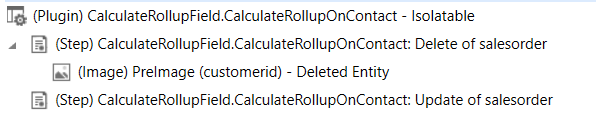 (Plugin) CalculateRollupField.CalculateRollupOnContact - Isolatable
(Step) CalculateRollupField.CalculateRollupOnContact: Delete of salesorder
(Image) PreImage (customerid) - Deleted Entity
(Step) CalculateRollupField.CalculateRollupOnContact: Update of salesorder